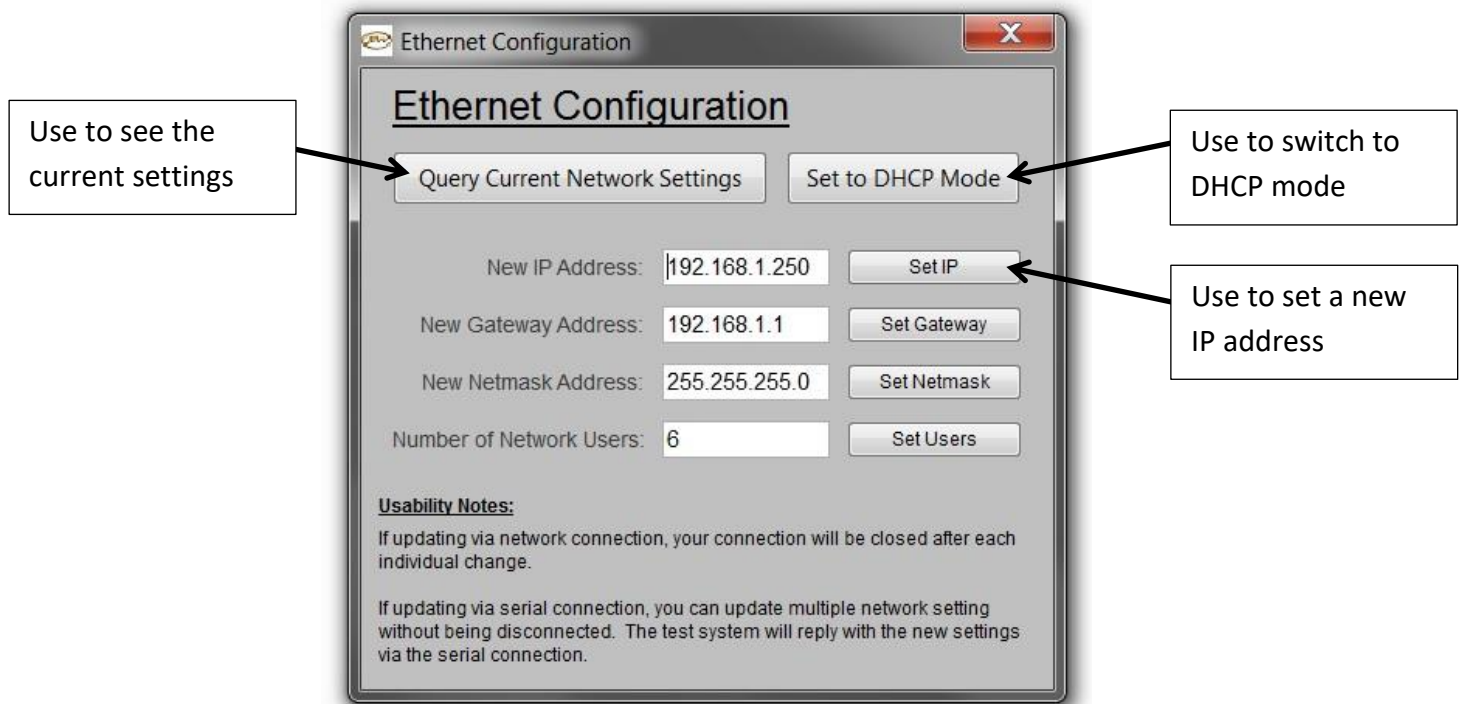 Ethernet Configuration
Ethernet Configuration
Use to see the
current settings
Query Current Network Settings
Set to DHCP Mode
Use to switch to
DHCP mode
New IP Address: 192.168.1.250 Set IP
Use to set a new
IP address
New Gateway Address: 192.168.1.1 Set Gateway
New Netmask Address: 255.255.255.0 Set Netmask
Number of Network Users: 6 Set Users
Usability Notes:
If updating via network connection, your connection will be closed after each
individual change.
If updating via serial connection, you can update multiple network setting
without being disconnected. The test system will reply with the new settings
via the serial connection.